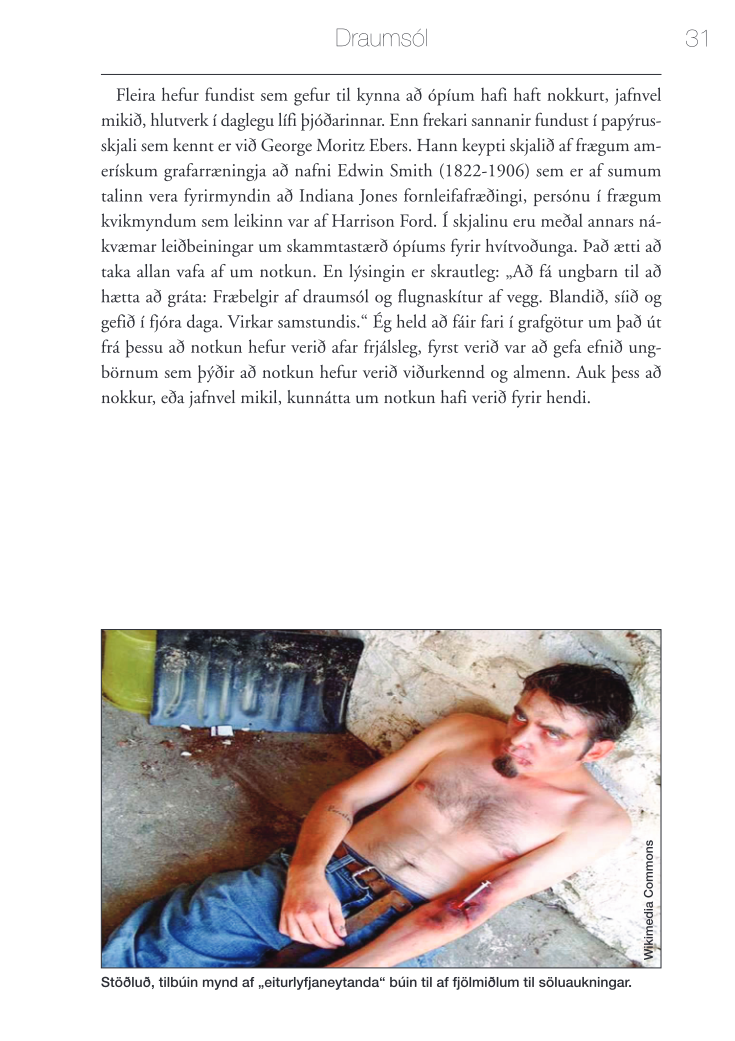 Draumsól 31
Fleira hefur fundist sem gefur til kynna að ópíum hafi haft nokkurt, jafnvel
mikið, hlutverk í daglegu lífi þjóðarinnar. Enn frekari sannanir fundust í papýrus-
skjali sem kennt er við George Moritz Ebers. Hann keypti skjalið af frægum am-
erískum grafarræningja að nafni Edwin Smith (1822-1906) sem er af sumum
talinn vera fyrirmyndin að Indiana Jones fornleifafræðingi, persónu í frægum
kvikmyndum sem leikinn var af Harrison Ford. Í skjalinu eru meðal annars ná-
kvæmar leiðbeiningar um skammtastærð ópíums fyrir hvítvoðunga. Það ætti að
taka allan vafa af um notkun. En lýsingin er skrautleg: „Að fá ungbarn til að
hætta að gráta: Fræbelgir af draumsól og flugnaskítur af vegg. Blandið, síið og
gefið í fjóra daga. Virkar samstundis.“ Ég held að fáir fari í grafgötur um það út
frá þessu að notkun hefur verið afar frjálsleg, fyrst verið var að gefa efnið ung-
börnum sem þýðir að notkun hefur verið viðurkennd og almenn. Auk þess að
nokkur, eða jafnvel mikil, kunnátta um notkun hafi verið fyrir hendi.
Wikimedia Commons
Stöðluð, tilbúin mynd af „eiturlyfjaneytanda“ búin til af fjölmiðlum til söluaukningar.